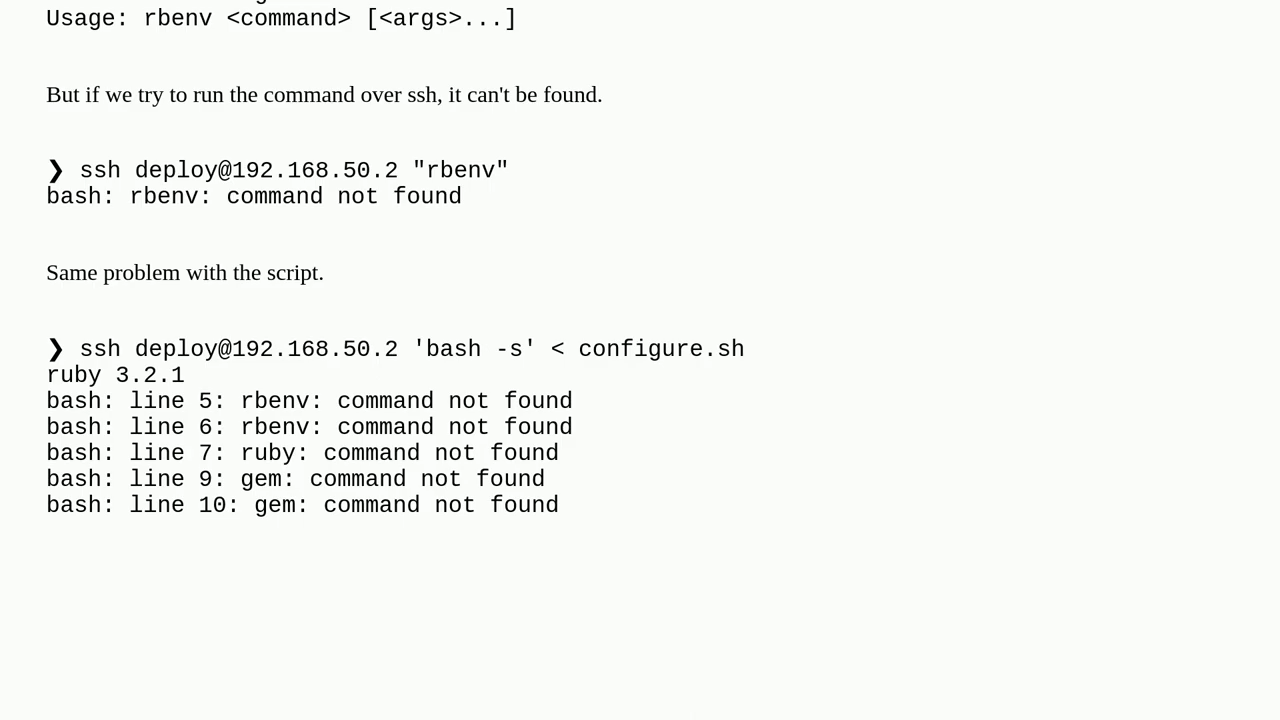 Usage: rbenv <command> [<args>...]
But if we try to run the command over ssh, it can't be found.
❯ ssh deploy@192.168.50.2 "rbenv"
bash: rbenv: command not found
Same problem with the script.
❯ ssh deploy@192.168.50.2 'bash -s' < configure.sh
ruby 3.2.1
bash: line 5: rbenv: command not found
bash: line 6: rbenv: command not found
bash: line 7: ruby: command not found
bash: line 9: gem: command not found
bash: line 10: gem: command not found